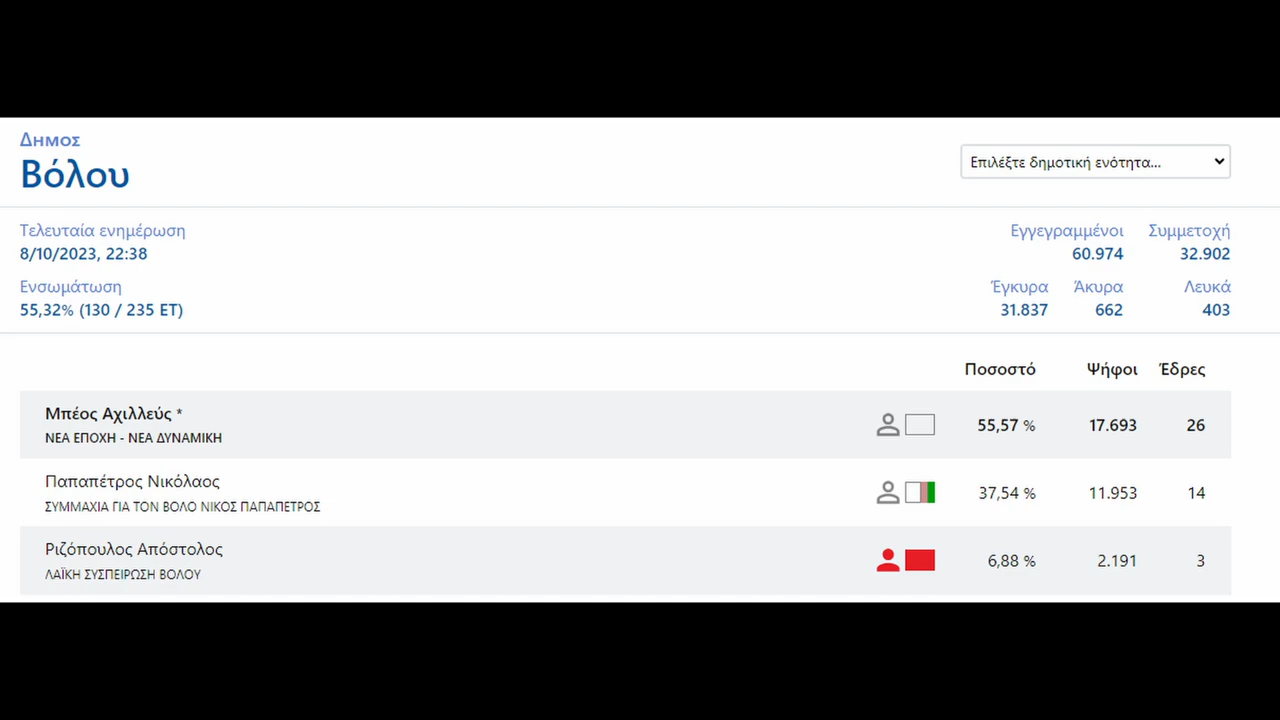 Δημος
Βόλου
Επιλέξτε δημοτική ενότητα...
Τελευταία ενημέρωση
8/10/2023, 22:38
Εγγεγραμμένοι Συμμετοχή
60.974 32.902
Ενσωμάτωση
55,32% (130 / 235 ΕΤ)
Έγκυρα Άκυρα Λευκά
31.837 662 403
Ποσοστό Ψήφοι Έδρες
Μπέος Αχιλλεύς *
ΝΕΑ ΕΠΟΧΗ - ΝΕΑ ΔΥΝΑΜΙΚΗ
55,57 % 17.693 26
Παπαπέτρος Νικόλαος
ΣΥΜΜΑΧΙΑ ΓΙΑ ΤΟΝ ΒΟΛΟ ΝΙΚΟΣ ΠΑΠΑΠΕΤΡΟΣ
37,54 % 11.953 14
Ριζόπουλος Απόστολος
ΛΑΪΚΗ ΣΥΣΠΕΙΡΩΣΗ ΒΟΛΟΥ
6,88 % 2.191 3